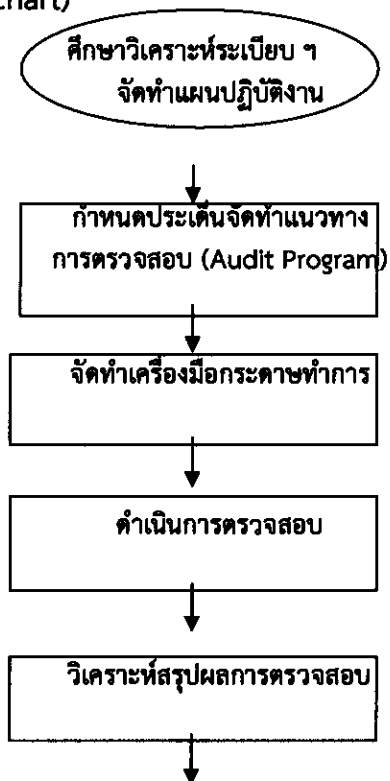 chart)
ศึกษาวิเคราะห์ระเบียบ ฯ
จัดทำแผนปฏิบัติงาน
กำหนดประเด็นจัดทำแนวทาง
การตรวจสอบ (Audit Program)
จัดทำเครื่องมือกระดาษทำการ
ดำเนินการตรวจสอบ
วิเคราะห์สรุปผลการตรวจสอบ